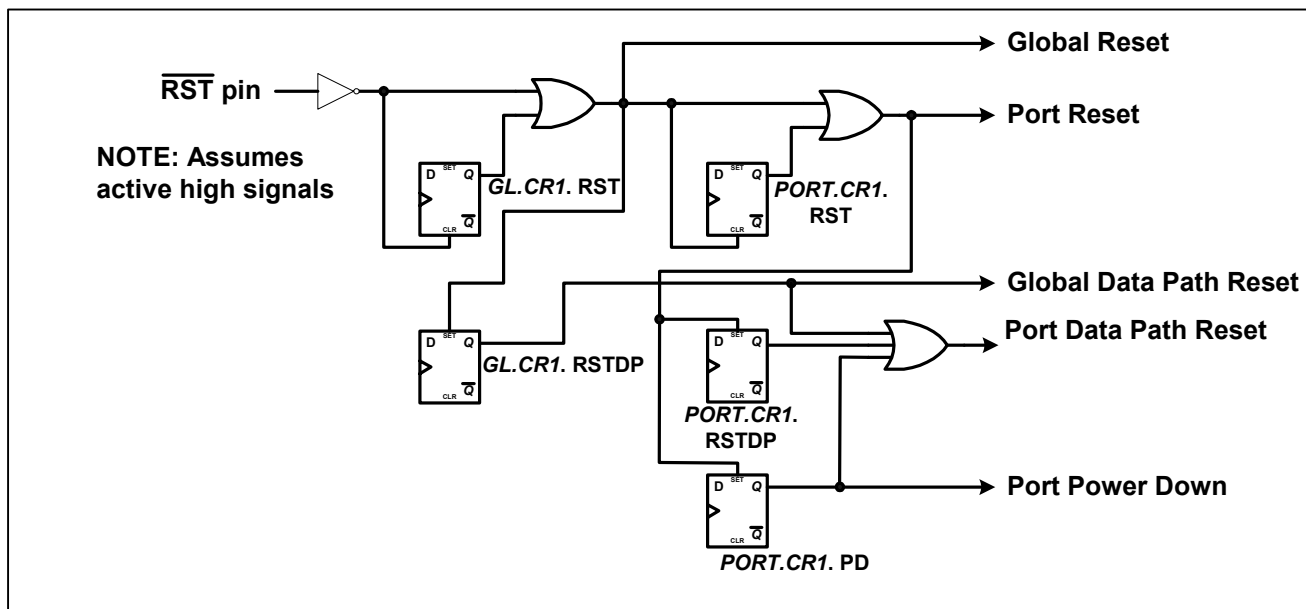 Global Reset
RST pin
Port Reset
NOTE: Assumes
active high signals
D SET Q
Q
CLR
GL.CR1. RST
D SET Q
Q
CLR
PORT.CR1.
RST
Global Data Path Reset
Port Data Path Reset
D SET Q
Q
CLR
GL.CR1. RSTDP
D SET Q
Q
CLR
PORT.CR1.
RSTDP
D SET Q
Q
CLR
Port Power Down
PORT.CR1. PD